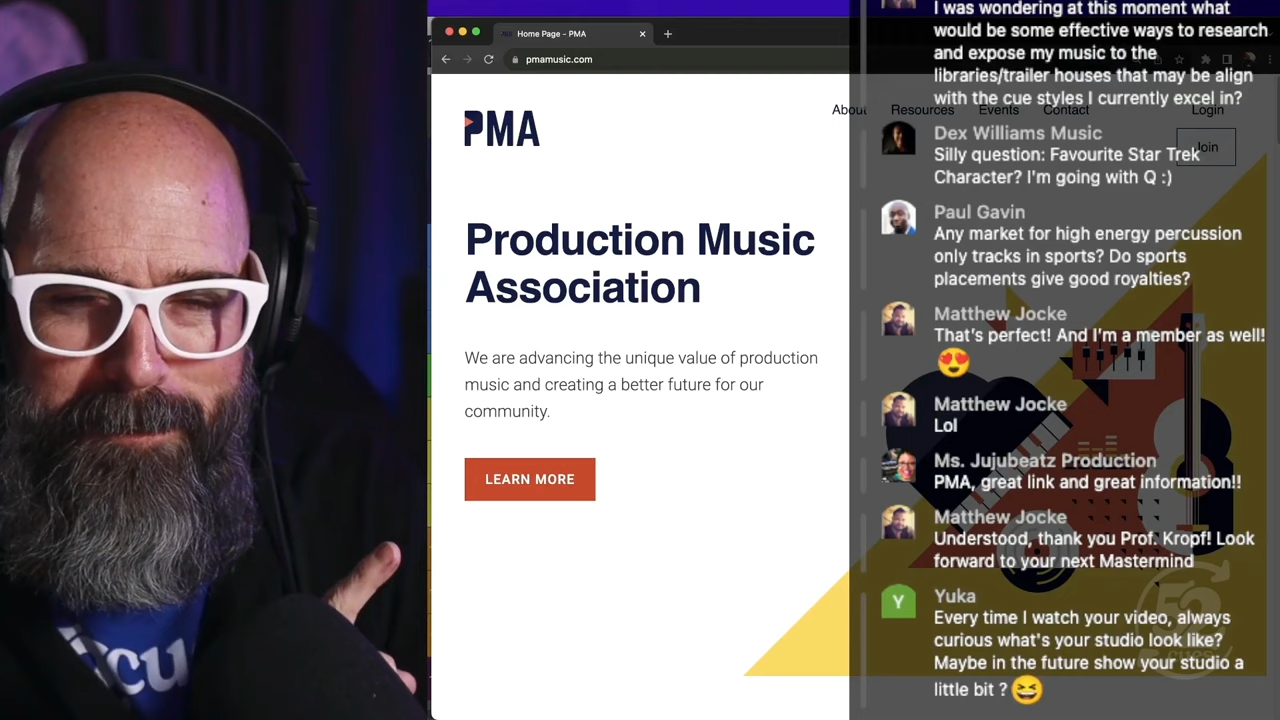 Home Page - PMA
pmamusic.com
PMA
About
Resources
Events
Contact
Login
Join
Production Music
Association
We are advancing the unique value of production
music and creating a better future for our
community.
LEARN MORE
I was wondering at this moment what
would be some effective ways to research
and expose my music to the
libraries/trailer houses that may be align
with the cue styles I currently excel in?
Dex Williams Music
Silly question: Favourite Star Trek
Character? I'm going with Q :)
Paul Gavin
Any market for high energy percussion
only tracks in sports? Do sports
placements give good royalties?
Matthew Jocke
That's perfect! And I'm a member as well!
😍
Matthew Jocke
Lol
Ms. Jujubeatz Production
PMA, great link and great information!!
Matthew Jocke
Understood, thank you Prof. Kropf! Look
forward to your next Mastermind
Y
Yuka
Every time I watch your video, always
curious what's your studio look like?
Maybe in the future show your studio a
little bit ? 😆
52
cues